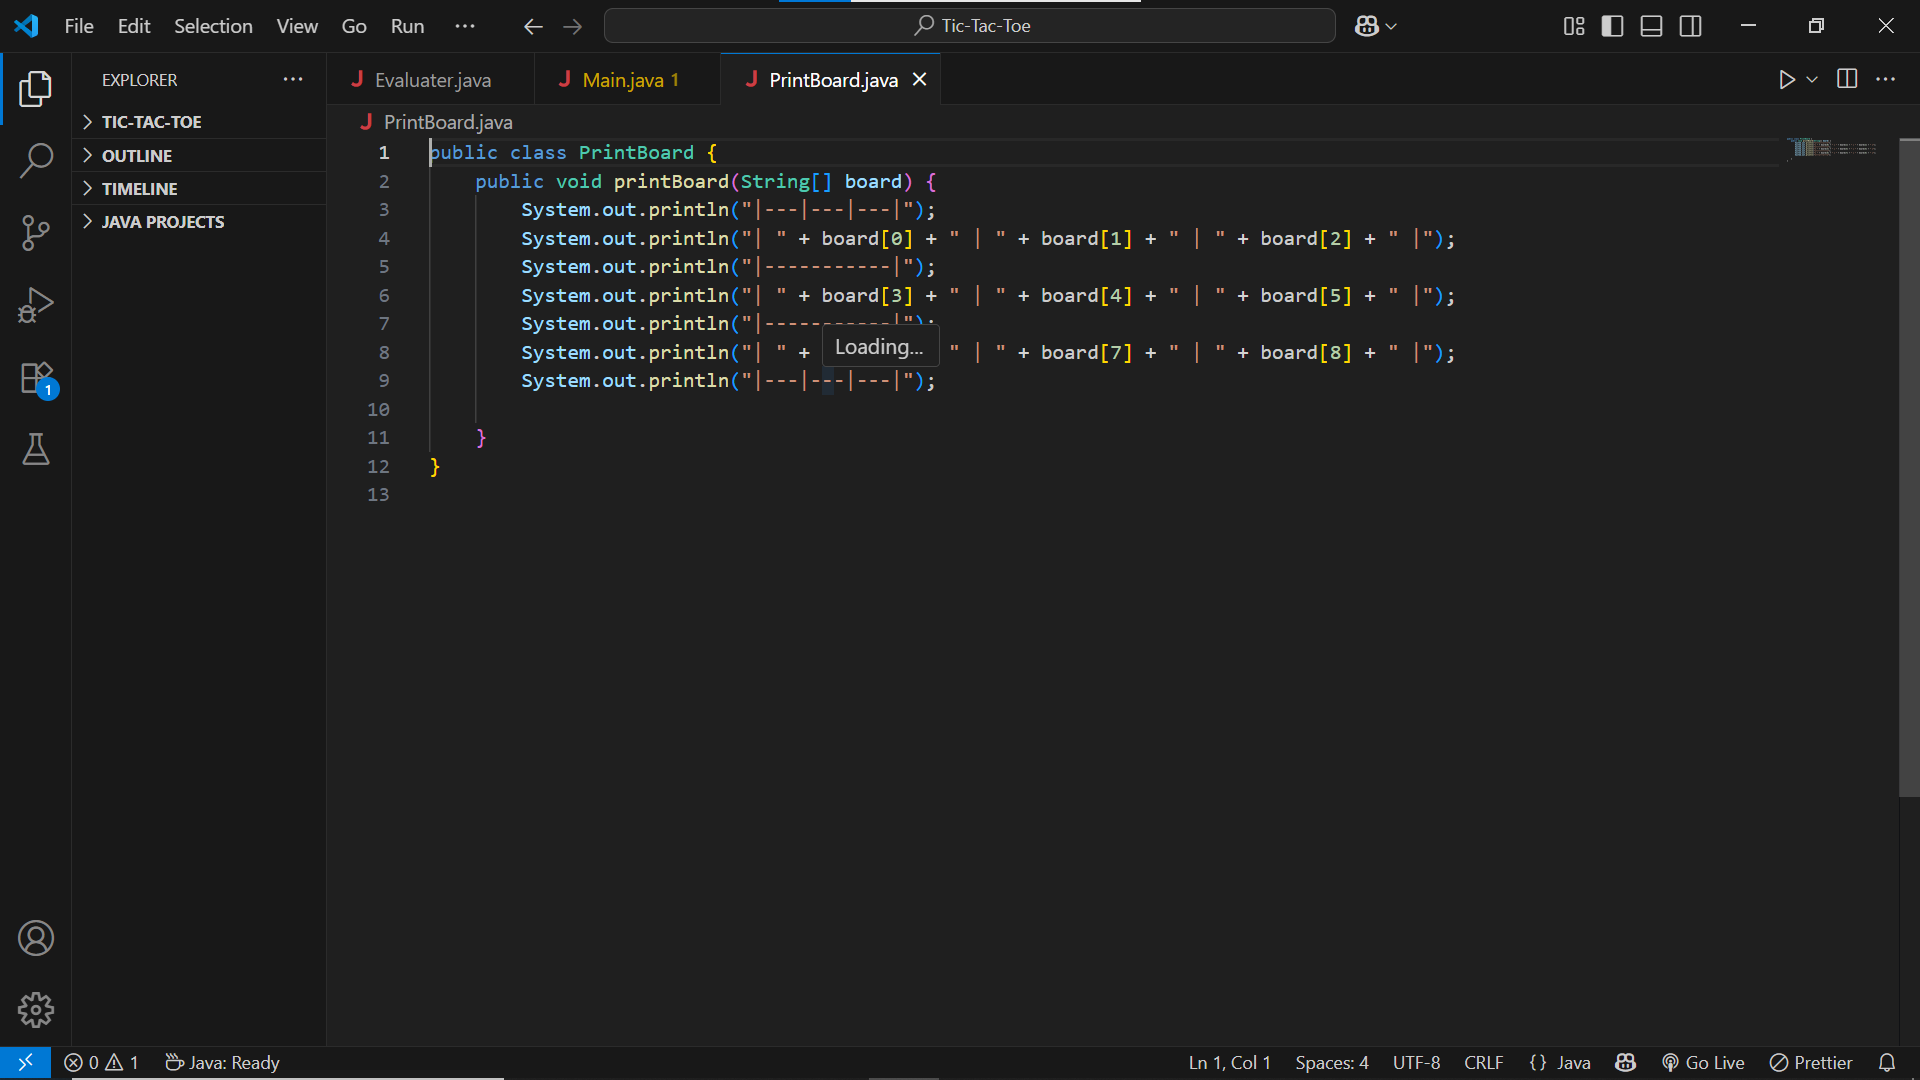 File Edit Selection View Go Run ··· Tic-Tac-Toe
EXPLORER ···
TIC-TAC-TOE
OUTLINE
TIMELINE
JAVA PROJECTS
1
J Evaluater.java J Main.java 1 J PrintBoard.java
J PrintBoard.java
1 public class PrintBoard {
2 public void printBoard(String[] board) {
3 System.out.println("|---|---|---|");
4 System.out.println("| " + board[0] + " | " + board[1] + " | " + board[2] + " |");
5 System.out.println("|-----------|");
6 System.out.println("| " + board[3] + " | " + board[4] + " | " + board[5] + " |");
7 System.out.println("|-----------|");
Loading...
8 System.out.println("| " + " | " + board[7] + " | " + board[8] + " |");
9 System.out.println("|---|---|---|");
10
11 }
12 }
13
0 1 Java: Ready Ln 1, Col 1 Spaces: 4 UTF-8 CRLF {} Java Go Live Prettier